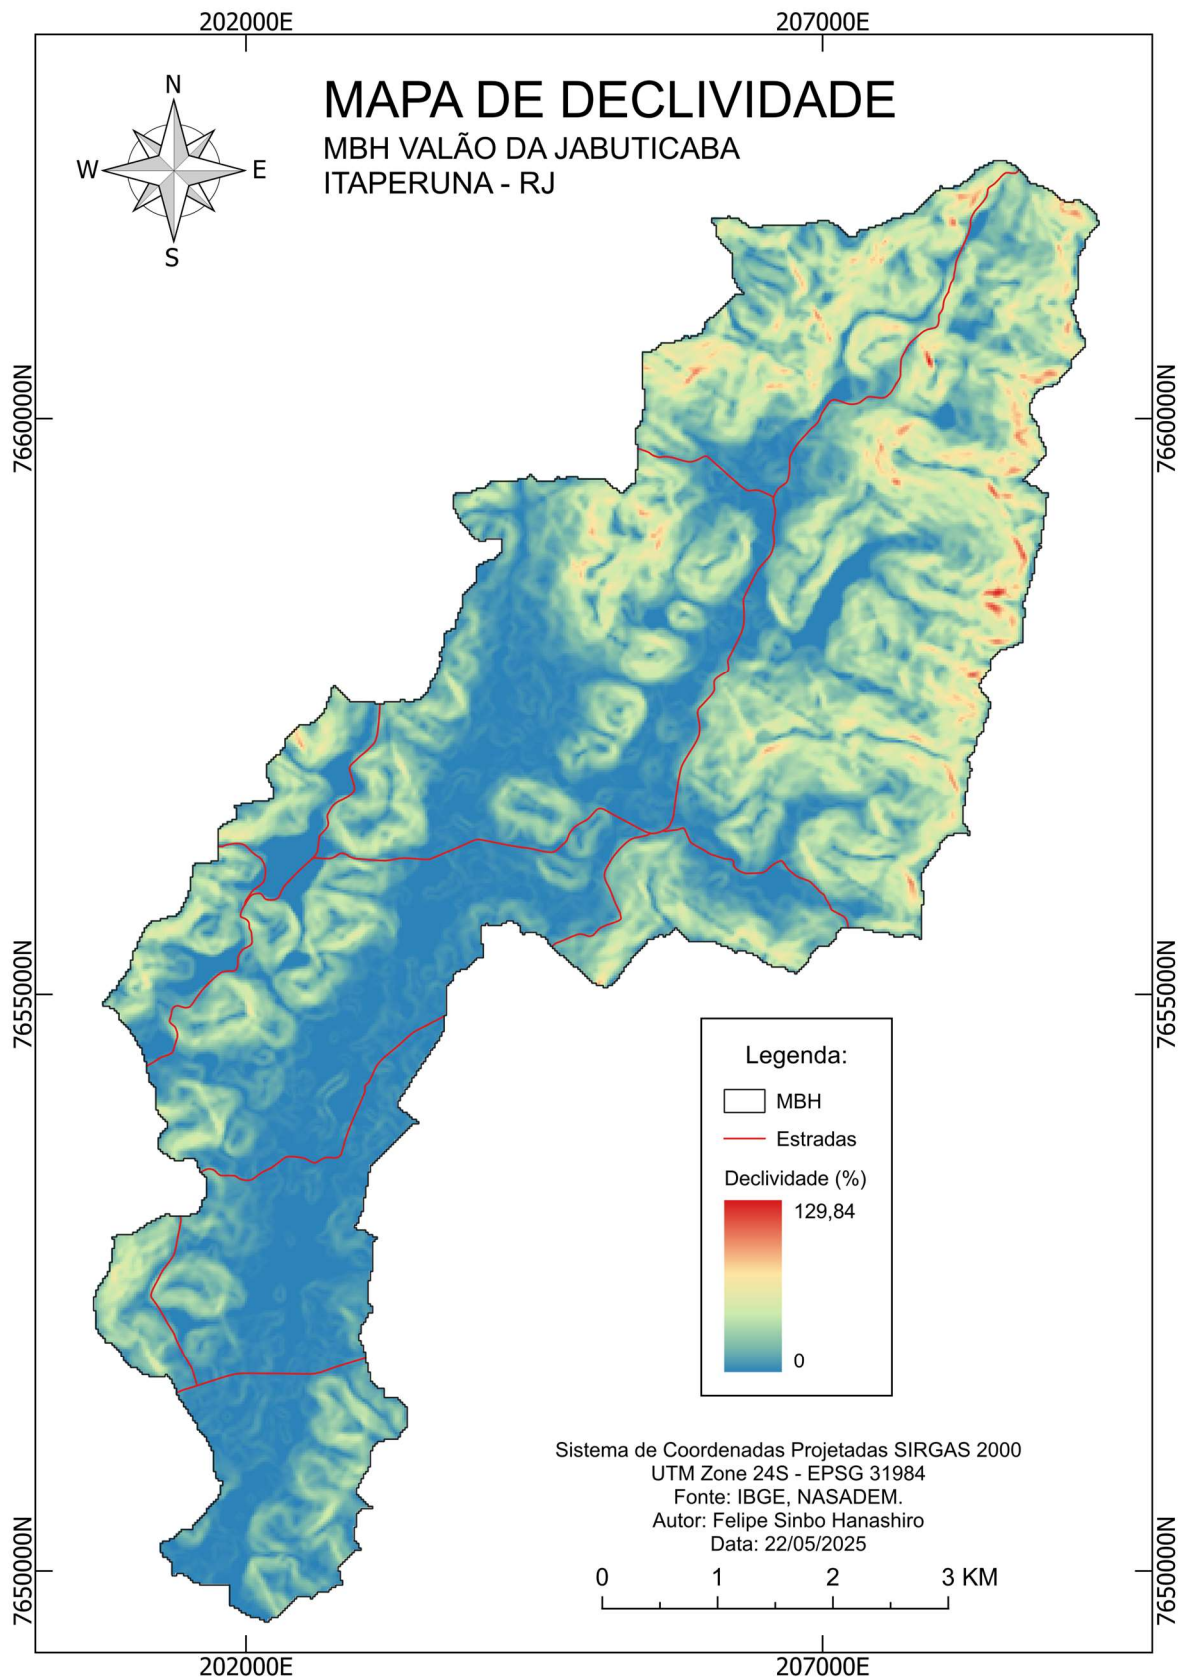 202000E
207000E
N
W
E
S
MAPA DE DECLIVIDADE
MBH VALÃO DA JABUTICABA
ITAPERUNA - RJ
7660000N
7660000N
7655000N
7655000N
Legenda:
MBH
Estradas
Declividade (%)
129,84
0
Sistema de Coordenadas Projetadas SIRGAS 2000
UTM Zone 24S - EPSG 31984
Fonte: IBGE, NASADEM.
Autor: Felipe Sinbo Hanashiro
Data: 22/05/2025
0 1 2 3 KM
7650000N
7650000N
202000E
207000E